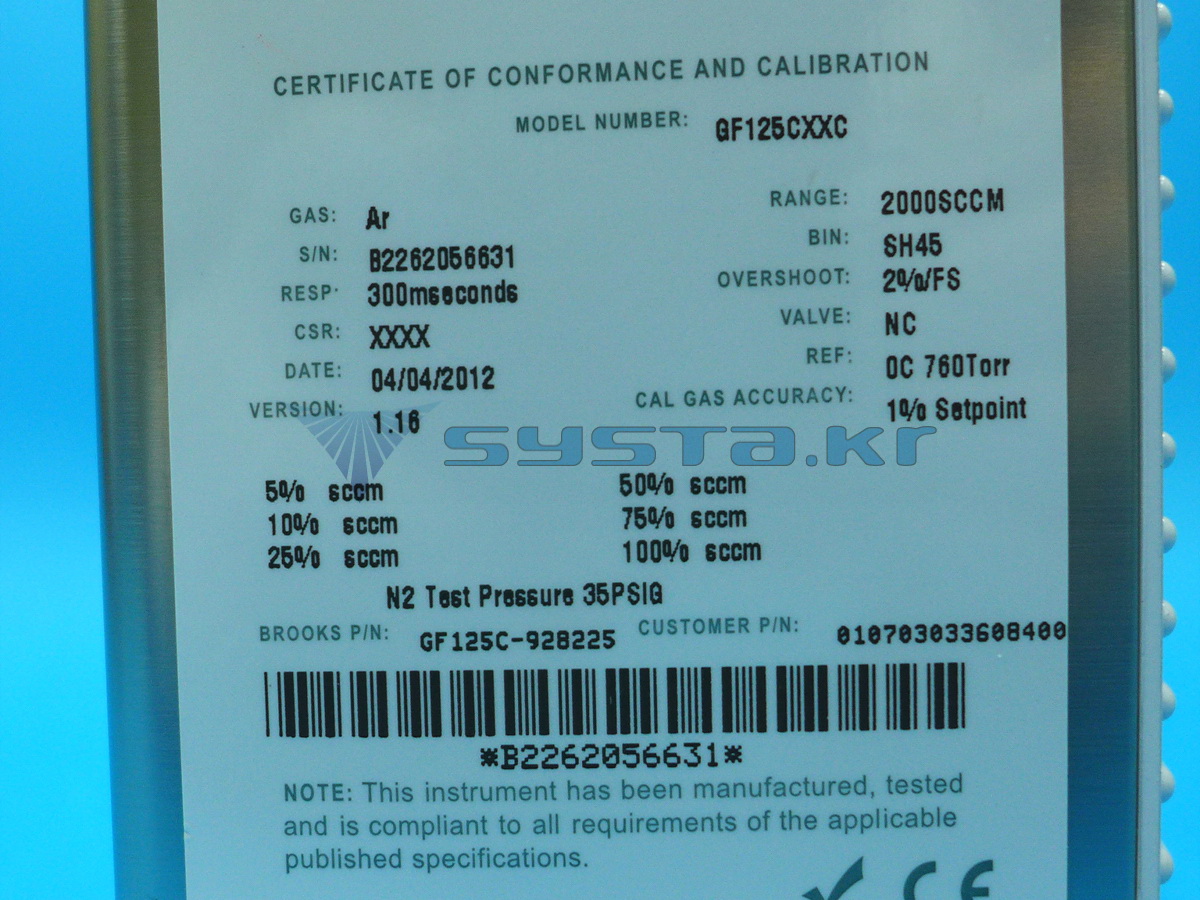 CERTIFICATE OF CONFORMANCE AND CALIBRATION
MODEL NUMBER: GF125CXXC
GAS: Ar RANGE: 2000SCCM
S/N: B2262056631 BIN: SH45
RESP: 300mseconds OVERSHOOT: 2%/FS
CSR: XXXX VALVE: NC
DATE: 04/04/2012 REF: 0C 760Torr
VERSION: 1.16 CAL GAS ACCURACY: 1% Setpoint
systa.kr
5% sccm 50% sccm
10% sccm 75% sccm
25% sccm 100% sccm
N2 Test Pressure 35PSIG
BROOKS P/N: GF125C-928225 CUSTOMER P/N: 010703033608400
*B2262056631*
NOTE: This instrument has been manufactured, tested
and is compliant to all requirements of the applicable
published specifications.
CE